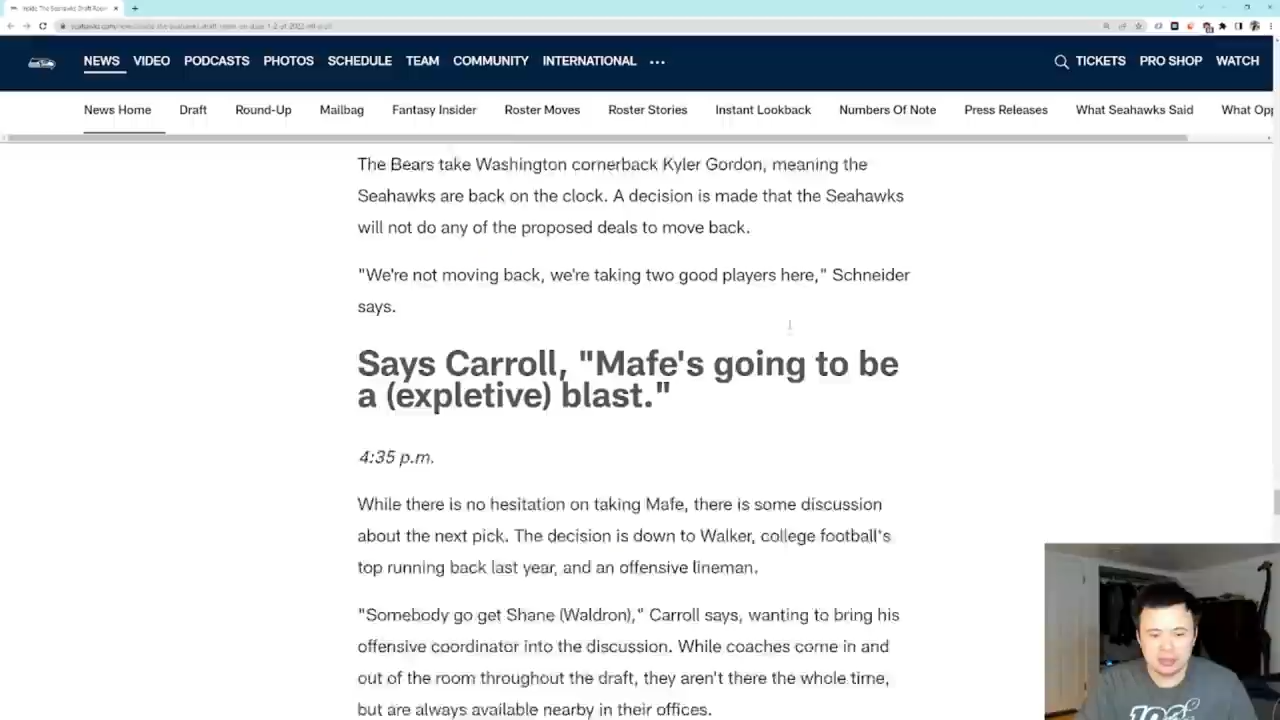 Inside The Seahawks Draft Room
NEWS VIDEO PODCASTS PHOTOS SCHEDULE TEAM COMMUNITY INTERNATIONAL ••• TICKETS PRO SHOP WATCH
News Home Draft Round-Up Mailbag Fantasy Insider Roster Moves Roster Stories Instant Lookback Numbers Of Note Press Releases What Seahawks Said What Opp
The Bears take Washington cornerback Kyler Gordon, meaning the
Seahawks are back on the clock. A decision is made that the Seahawks
will not do any of the proposed deals to move back.
"We're not moving back, we're taking two good players here," Schneider
says.
Says Carroll, "Mafe's going to be
a (expletive) blast."
4:35 p.m.
While there is no hesitation on taking Mafe, there is some discussion
about the next pick. The decision is down to Walker, college football's
top running back last year, and an offensive lineman.
"Somebody go get Shane (Waldron)," Carroll says, wanting to bring his
offensive coordinator into the discussion. While coaches come in and
out of the room throughout the draft, they aren't there the whole time,
but are always available nearby in their offices.